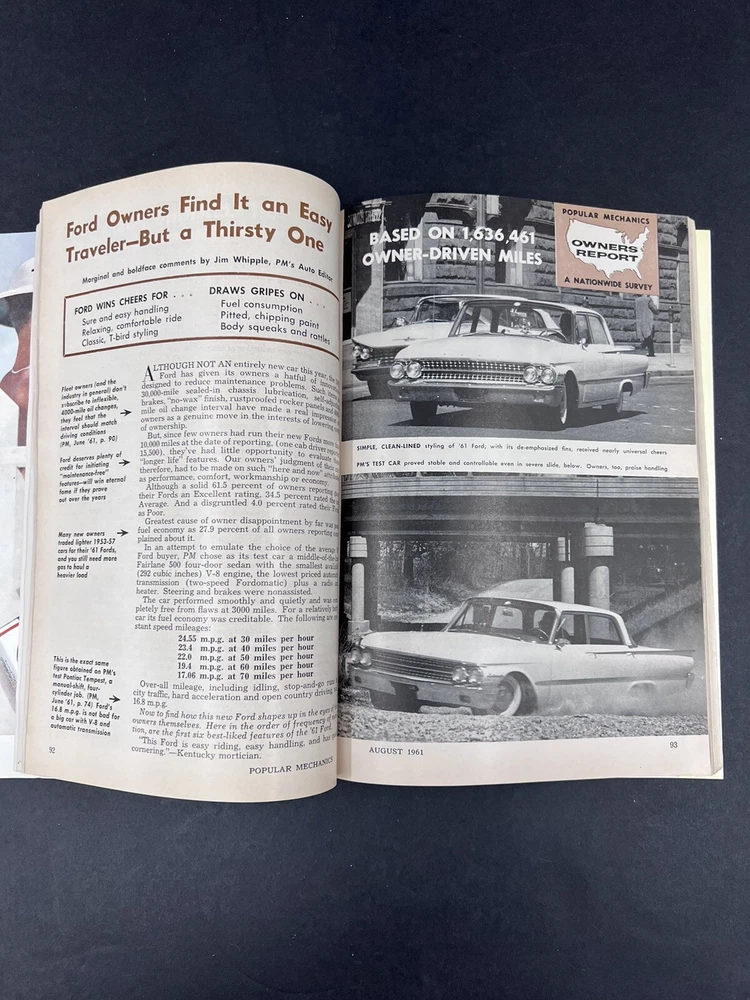 Ford Owners Find It an Easy
Traveler—But a Thirsty One
Marginal and boldface comments by Jim Whipple, PM's Auto Editor
FORD WINS CHEERS FOR . . .
Sure and easy handling
Relaxing, comfortable ride
Classic, T-bird styling
DRAWS GRIPES ON . . .
Fuel consumption
Pitted, chipping paint
Body squeaks and rattles
Fleet owners (and the
industry in general) don't
subscribe to inflexible,
4000-mile oil changes,
they feel that the
interval should match
driving conditions
(PM, June '61, p. 90)
Ford deserves plenty of
credit for initiating
"maintenance-free"
features—will win eternal
fame if they prove
out over the years
Many new owners
traded lighter 1953-57
cars for their '61 Fords,
and you still need more
gas to haul a
heavier load
This is the exact same
figure obtained on PM's
test Pontiac Tempest, a
manual-shift, four-
cylinder job. (PM,
June '61, p. 74) Ford's
16.8 m.p.g. is not bad for
a big car with V-8 and
automatic transmission
ALTHOUGH NOT AN entirely new car this year, the
Ford has given its owners a hatful of
designed to reduce maintenance problems. Such
30,000-mile sealed-in chassis lubrication,
brakes, "no-wax" finish, rustproofed rocker panels and
mile oil change interval have made a real
owners as a genuine move in the interests of lowering
of ownership.
But, since few owners had run their new Fords more
10,000 miles at the date of reporting, (one cab driver
15,500), they've had little opportunity to evaluate
"longer life" features. Our owners' judgment of their
therefore, had to be made on such "here and now"
as performance, comfort, workmanship or economy.
Although a solid 61.5 percent of owners reporting
their Fords an Excellent rating, 34.5 percent rated
Average. And a disgruntled 4.0 percent rated their
as Poor.
Greatest cause of owner disappointment by far was
fuel economy as 27.9 percent of all owners reporting
plained about it.
In an attempt to emulate the choice of the average
Ford buyer, PM chose as its test car a middle-of-the-
Fairlane 500 four-door sedan with the smallest
(292 cubic inches) V-8 engine, the lowest priced
transmission (two-speed Fordomatic) plus a radio
heater. Steering and brakes were nonassisted.
The car performed smoothly and quietly and was
pletely free from flaws at 3000 miles. For a relatively
car its fuel economy was creditable. The following are
stant speed mileages:
24.55 m.p.g. at 30 miles per hour
23.4 m.p.g. at 40 miles per hour
22.0 m.p.g. at 50 miles per hour
19.4 m.p.g. at 60 miles per hour
17.06 m.p.g. at 70 miles per hour
Over-all mileage, including idling, stop-and-go
city traffic, hard acceleration and open country driving,
16.8 m.p.g.
Now to find how this new Ford shapes up in the eyes
owners themselves. Here in the order of frequency of
tion, are the first six best-liked features of the '61 Ford.
"This Ford is easy riding, easy handling, and has
cornering."—Kentucky mortician.
92
POPULAR MECHANICS
BASED ON 1,636,461
OWNER-DRIVEN MILES
POPULAR MECHANICS
OWNERS
REPORT
A NATIONWIDE SURVEY
SIMPLE, CLEAN-LINED styling of '61 Ford, with its de-emphasized fins, received nearly universal cheers
PM'S TEST CAR proved stable and controllable even in severe slide, below. Owners, too, praise handling
AUGUST 1961
93